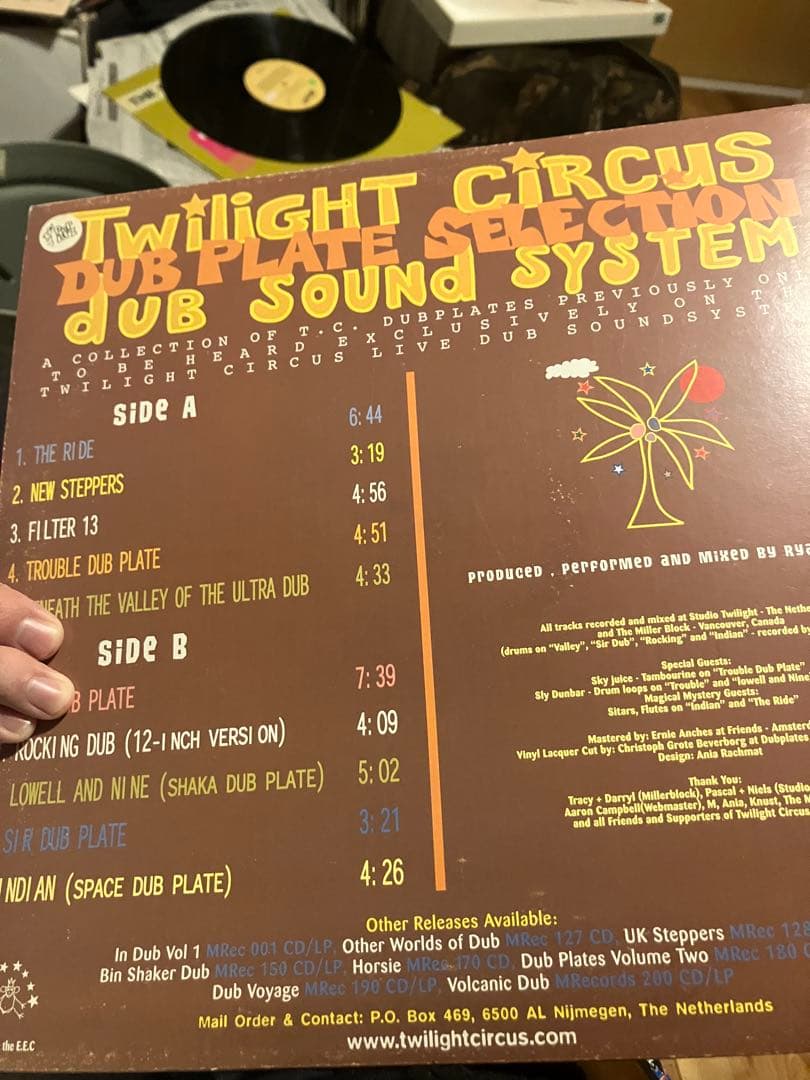 TWILIGHT CIRCUS
DUB PLATE SELECTION
dUB SOUNd SYSTEM
A COLLECTION OF T.C. DUBPLATES PREVIOUSLY
TO BE HEARD EXCLUSIVELY ON
TWILIGHT CIRCUS LIVE DUB
SIDE A
1. THE RIDE 6:44
2. NEW STEPPERS 3:19
3. FILTER 13 4:56
4. TROUBLE DUB PLATE 4:51
THE VALLEY OF THE ULTRA DUB 4:33
SIDE B
PLATE 7:39
ROCKING DUB (12-INCH VERSION) 4:09
LOWELL AND NINE (SHAKA DUB PLATE) 5:02
SIR DUB PLATE 3:21
INDIAN (SPACE DUB PLATE) 4:26
PRODUCED , PERFORMED AND MIXED BY
All tracks recorded and mixed at Studio Twilight - The
and The Miller Block - Vancouver, Canada
(drums on "Valley", "Sir Dub", "Rocking" and "Indian" - recorded by
Special Guests:
Sky juice - Tambourine on "Trouble Dub Plate"
Sly Dunbar - Drum loops on "Trouble" and "lowell and Nine
Magical Mystery Guests:
Sitars, Flutes on "Indian" and "The Ride"
Mastered by: Ernie Anches at Friends -
Vinyl Lacquer Cut by: Christoph Grote Beverborg at Dubplates
Design: Ania Rachmat
Thank You:
Tracy + Darryl (Millerblock), Pascal + Niels (Studio
Aaron Campbell(Webmaster), M, Ania, Knust, The
and all Friends and Supporters of Twilight Circus
Other Releases Available:
In Dub Vol 1 MRec 001 CD/LP, Other Worlds of Dub MRec 127 CD, UK Steppers MRec 128
Bin Shaker Dub MRec 150 CD/LP, Horsie MRec 170 CD, Dub Plates Volume Two MRec 180
Dub Voyage MRec 190 CD/LP, Volcanic Dub MRecords 200 CD/LP
Mail Order & Contact: P.O. Box 469, 6500 AL Nijmegen, The Netherlands
www.twilightcircus.com
the E.E.C